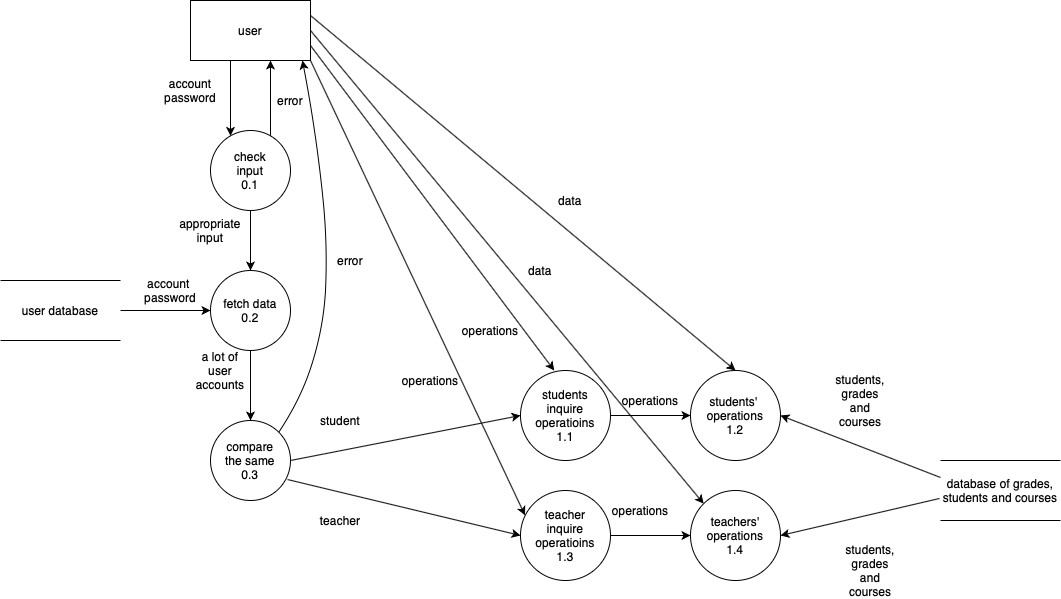 user
account
password
error
check
input
0.1
appropriate
input
data
data
error
account
password
user database
fetch data
0.2
operations
a lot of
user
accounts
operations
student
students
inquire
operatioins
1.1
operations
students'
operations
1.2
students,
grades
and
courses
compare
the same
0.3
database of grades,
students and courses
teacher
teacher
inquire
operatioins
1.3
operations
teachers'
operations
1.4
students,
grades
and
courses